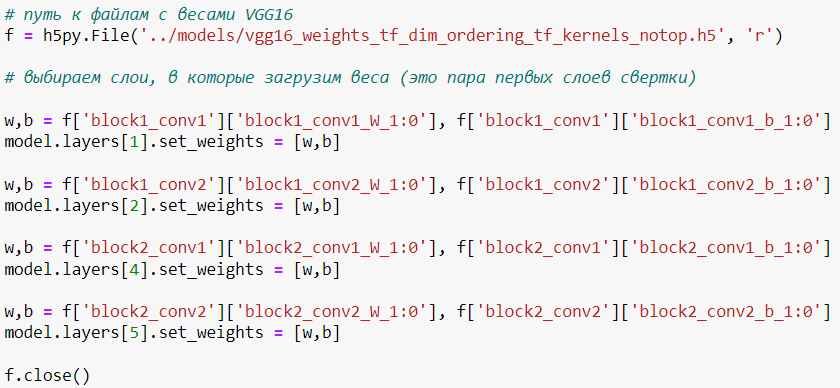 # путь к файлам с весами VGG16
f = h5py.File('../models/vgg16_weights_tf_dim_ordering_tf_kernels_notop.h5', 'r')
# выбираем слои, в которые загрузим веса (это пара первых слоев свертки)
w,b = f['block1_conv1']['block1_conv1_W_1:0'], f['block1_conv1']['block1_conv1_b_1:0']
model.layers[1].set_weights = [w,b]
w,b = f['block1_conv2']['block1_conv2_W_1:0'], f['block1_conv2']['block1_conv2_b_1:0']
model.layers[2].set_weights = [w,b]
w,b = f['block2_conv1']['block2_conv1_W_1:0'], f['block2_conv1']['block2_conv1_b_1:0']
model.layers[4].set_weights = [w,b]
w,b = f['block2_conv2']['block2_conv2_W_1:0'], f['block2_conv2']['block2_conv2_b_1:0']
model.layers[5].set_weights = [w,b]
f.close()